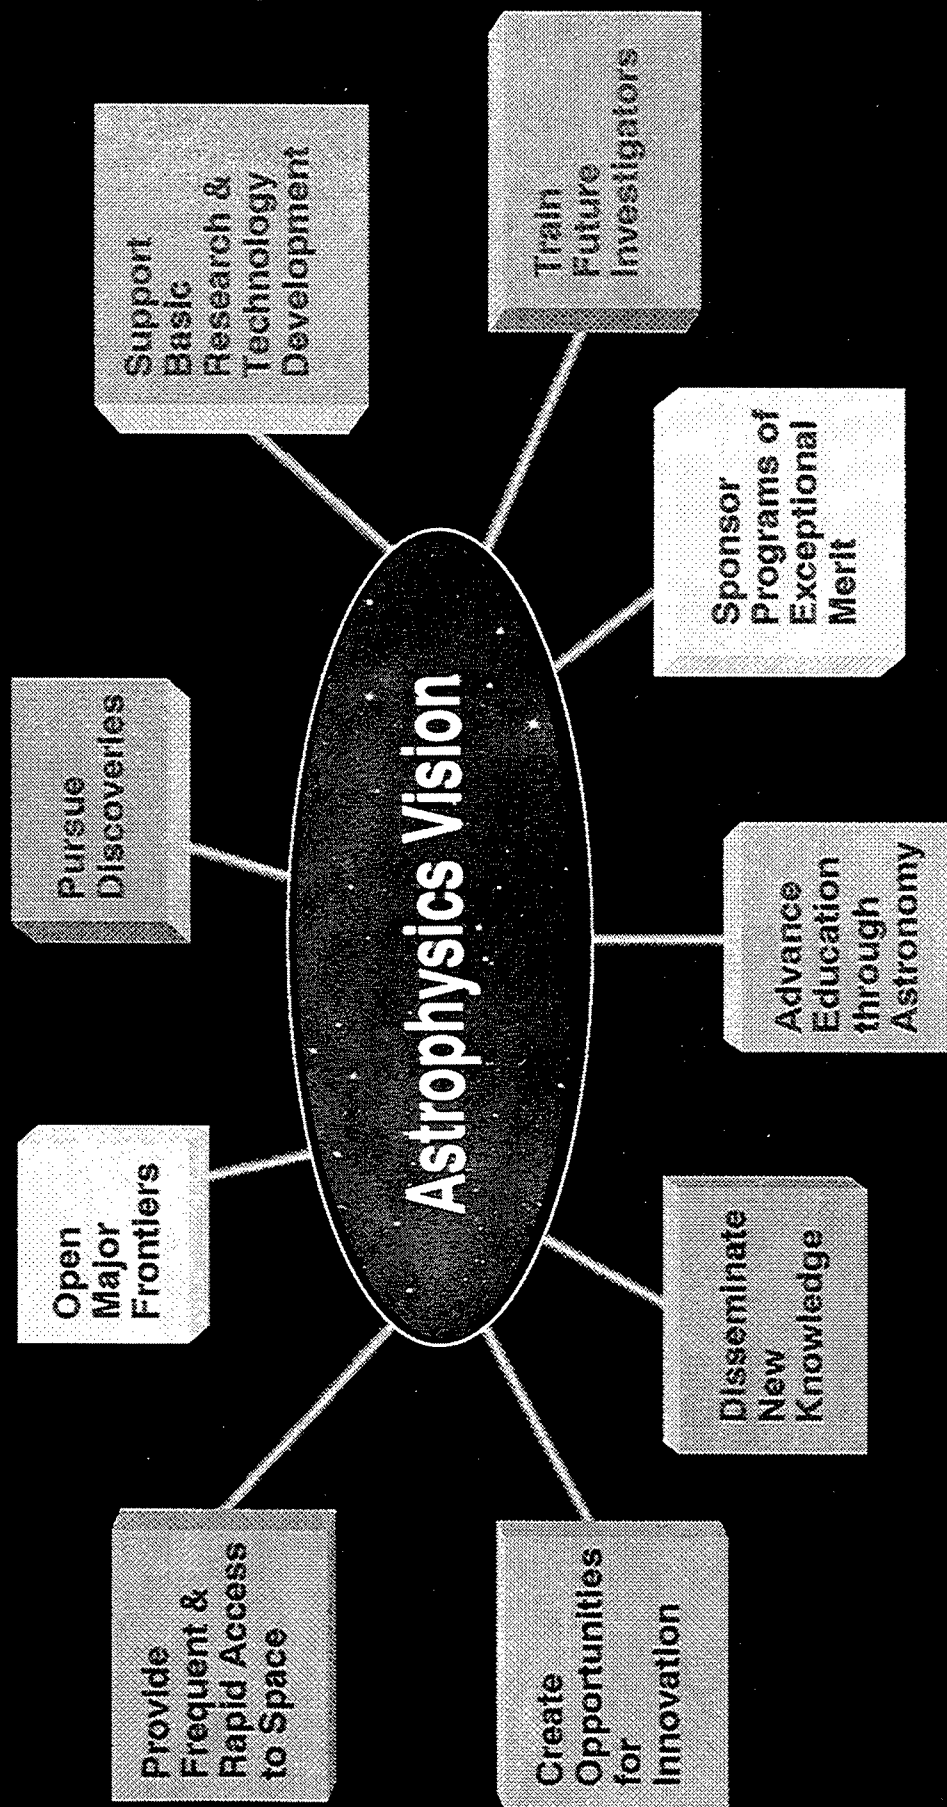 Provide
Frequent &
Rapid Access
to Space
Open
Major
Frontiers
Pursue
Discoveries
Support
Basic
Research &
Technology
Development
Astrophysics Vision
Create
Opportunities
for
Innovation
Disseminate
New
Knowledge
Advance
Education
through
Astronomy
Sponsor
Programs of
Exceptional
Merit
Train
Future
Investigators